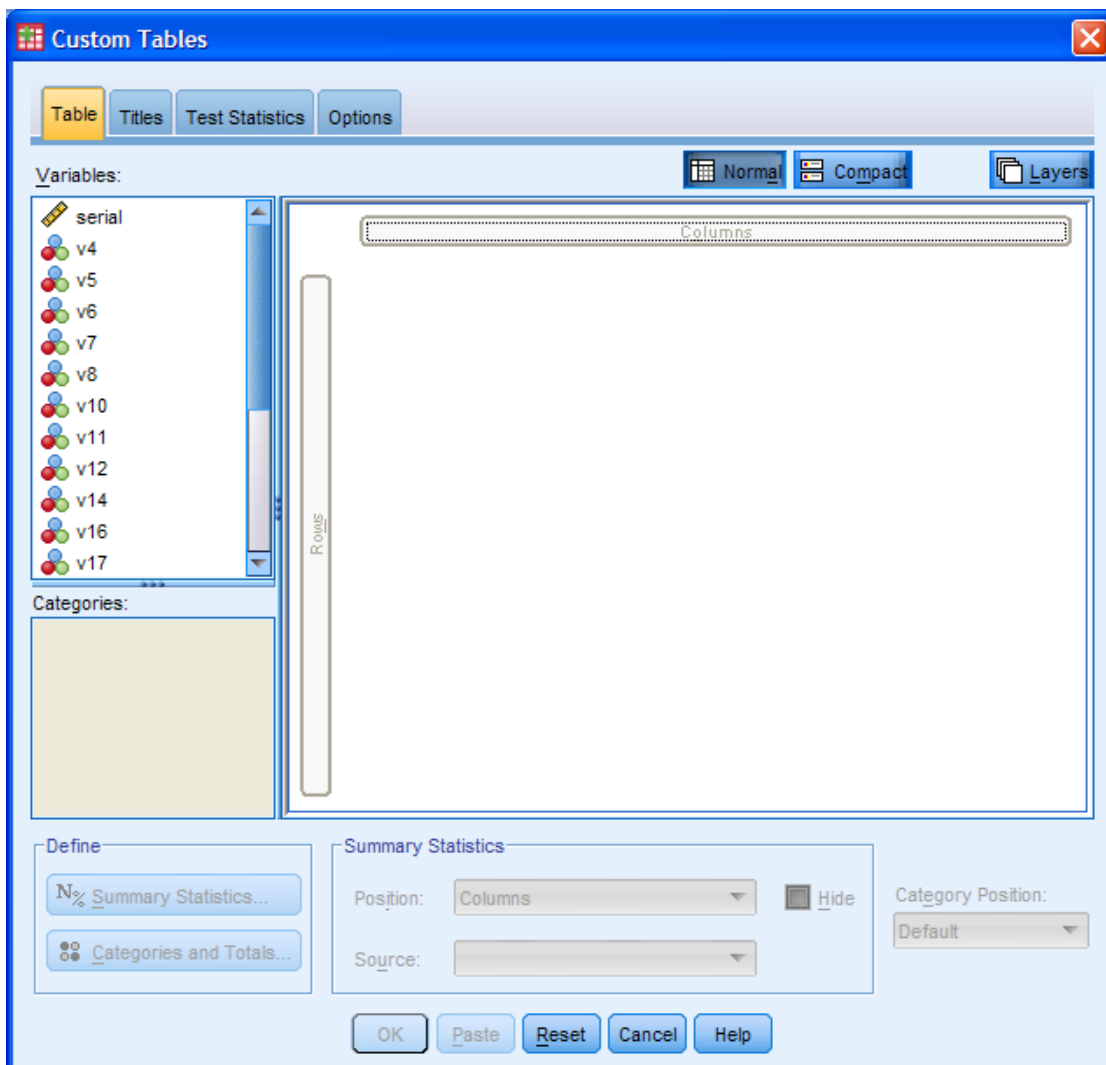 Custom Tables
Table Titles Test Statistics Options
Variables:
Normal Compact Layers
serial
v4
v5
v6
v7
v8
v10
v11
v12
v14
v16
v17
Columns
Rows
Categories:
Define
N% Summary Statistics...
Categories and Totals...
Summary Statistics
Position: Columns Hide
Source:
Category Position:
Default
OK Paste Reset Cancel Help